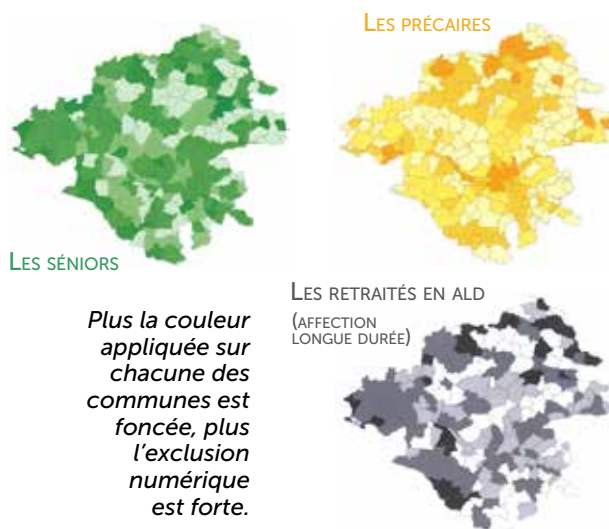 LES PRÉCAIRES
LES SÉNIORS
LES RETRAITÉS EN ALD
(AFFECTION
LONGUE DURÉE)
Plus la couleur
appliquée sur
chacune des
communes est
foncée, plus
l'exclusion
numérique
est forte.